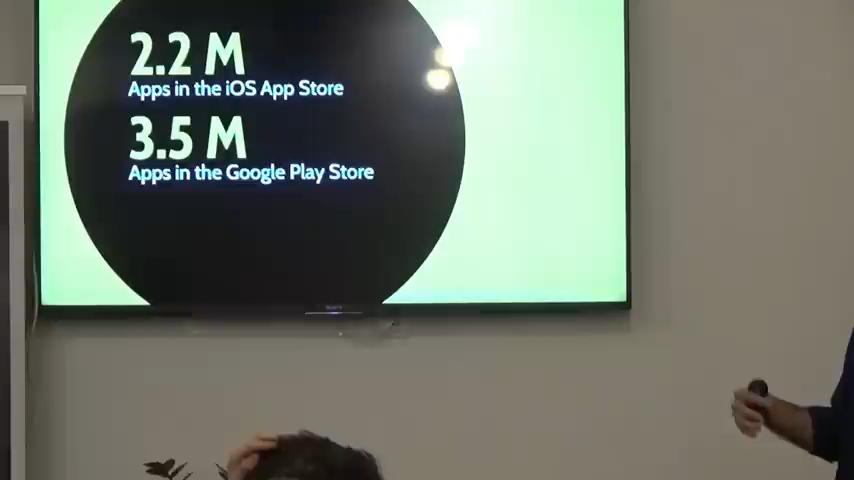 2.2 M
Apps in the iOS App Store
3.5 M
Apps in the Google Play Store